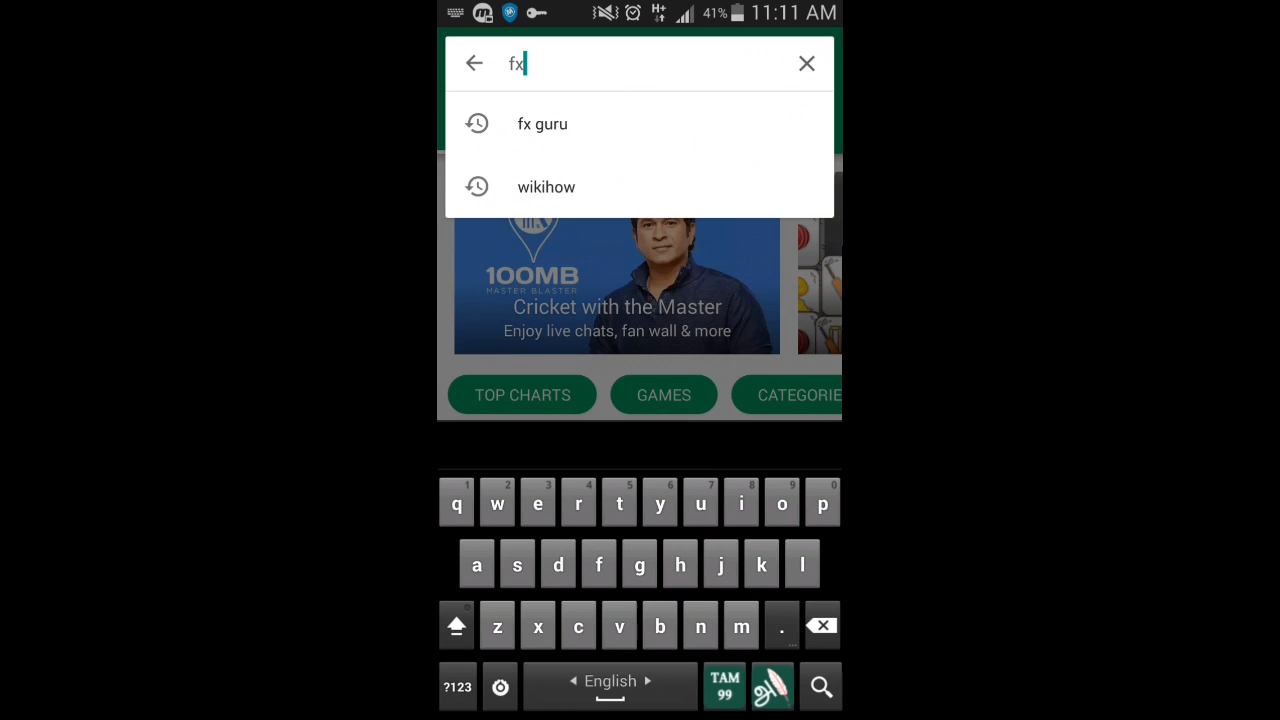 41% 11:11 AM
fx
fx guru
wikihow
100MB
MASTER BLASTER
Cricket with the Master
Enjoy live chats, fan wall & more
TOP CHARTS GAMES CATEGORIE
1 2 3 4 5 6 7 8 9 0
q w e r t y u i o p
a s d f g h j k l
z x c v b n m .
?123 English TAM 99 அ